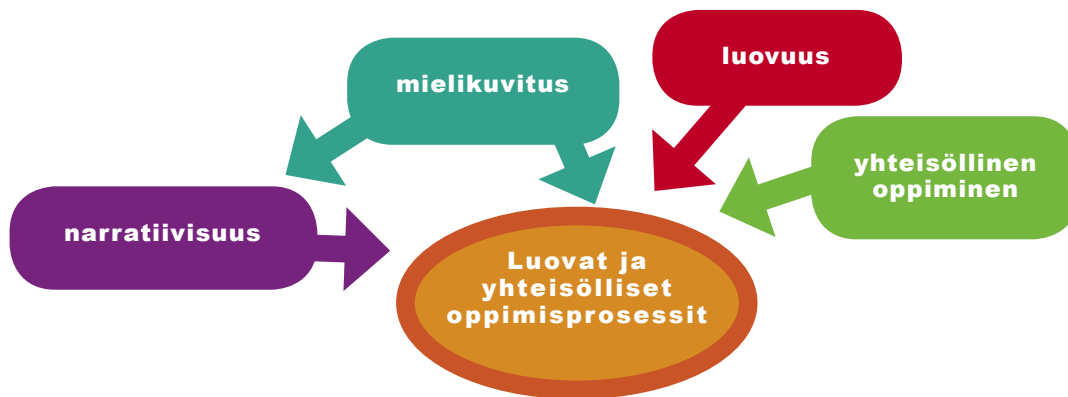 luovuus
mielikuvitus
yhteisöllinen
oppiminen
narratiivisuus
Luovat ja
yhteisölliset
oppimisprosessit